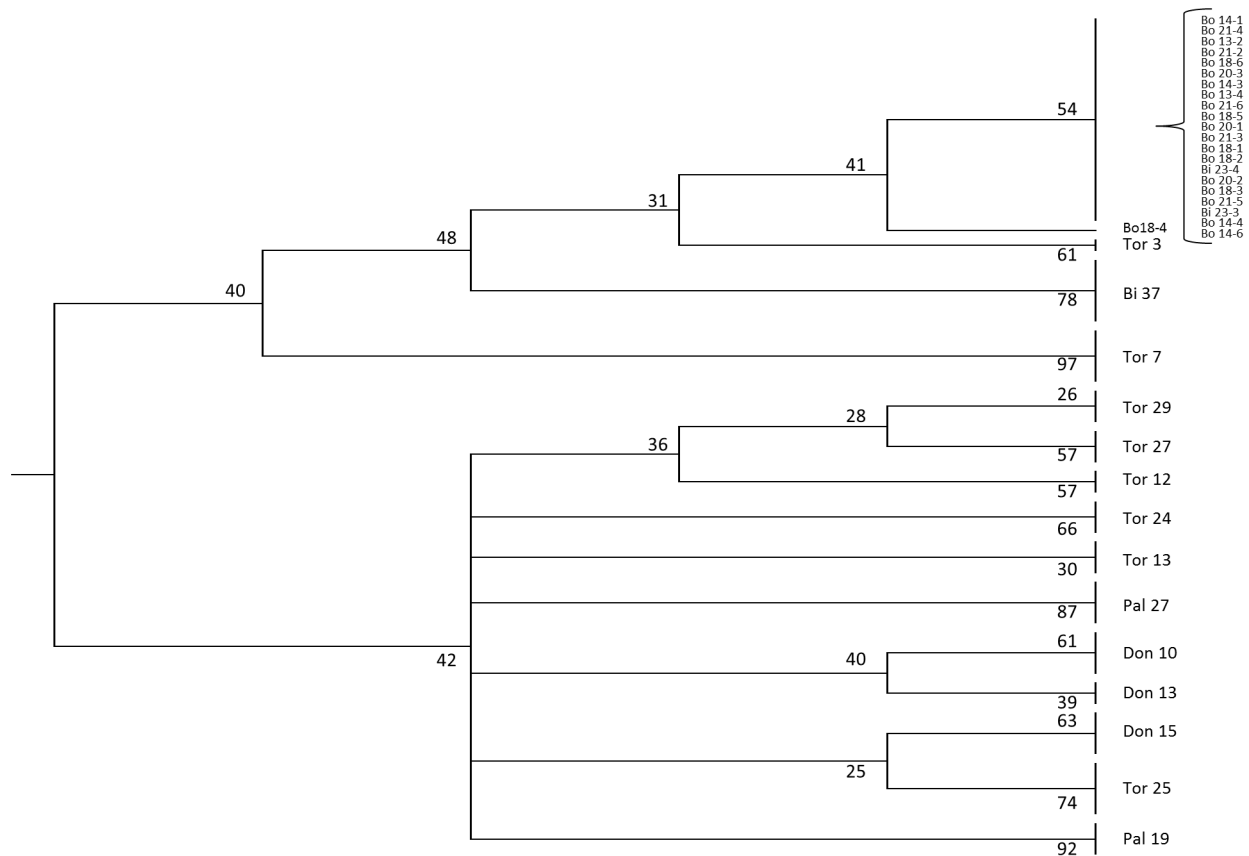 Bo 14-1
Bo 21-4
Bo 13-2
Bo 21-2
Bo 18-6
Bo 20-3
Bo 14-3
Bo 13-4
Bo 21-6
Bo 18-5
Bo 20-1
Bo 21-3
Bo 18-1
Bo 18-2
Bi 23-4
Bo 20-2
Bo 18-3
Bo 21-5
Bi 23-3
Bo 14-4
Bo 14-6
54
41
31
Bo18-4
Tor 3
61
48
40
78
Bi 37
97
Tor 7
26
Tor 29
28
36
57
Tor 27
57
Tor 12
66
Tor 24
30
Tor 13
87
Pal 27
42
61
Don 10
40
39
Don 13
63
Don 15
25
74
Tor 25
92
Pal 19